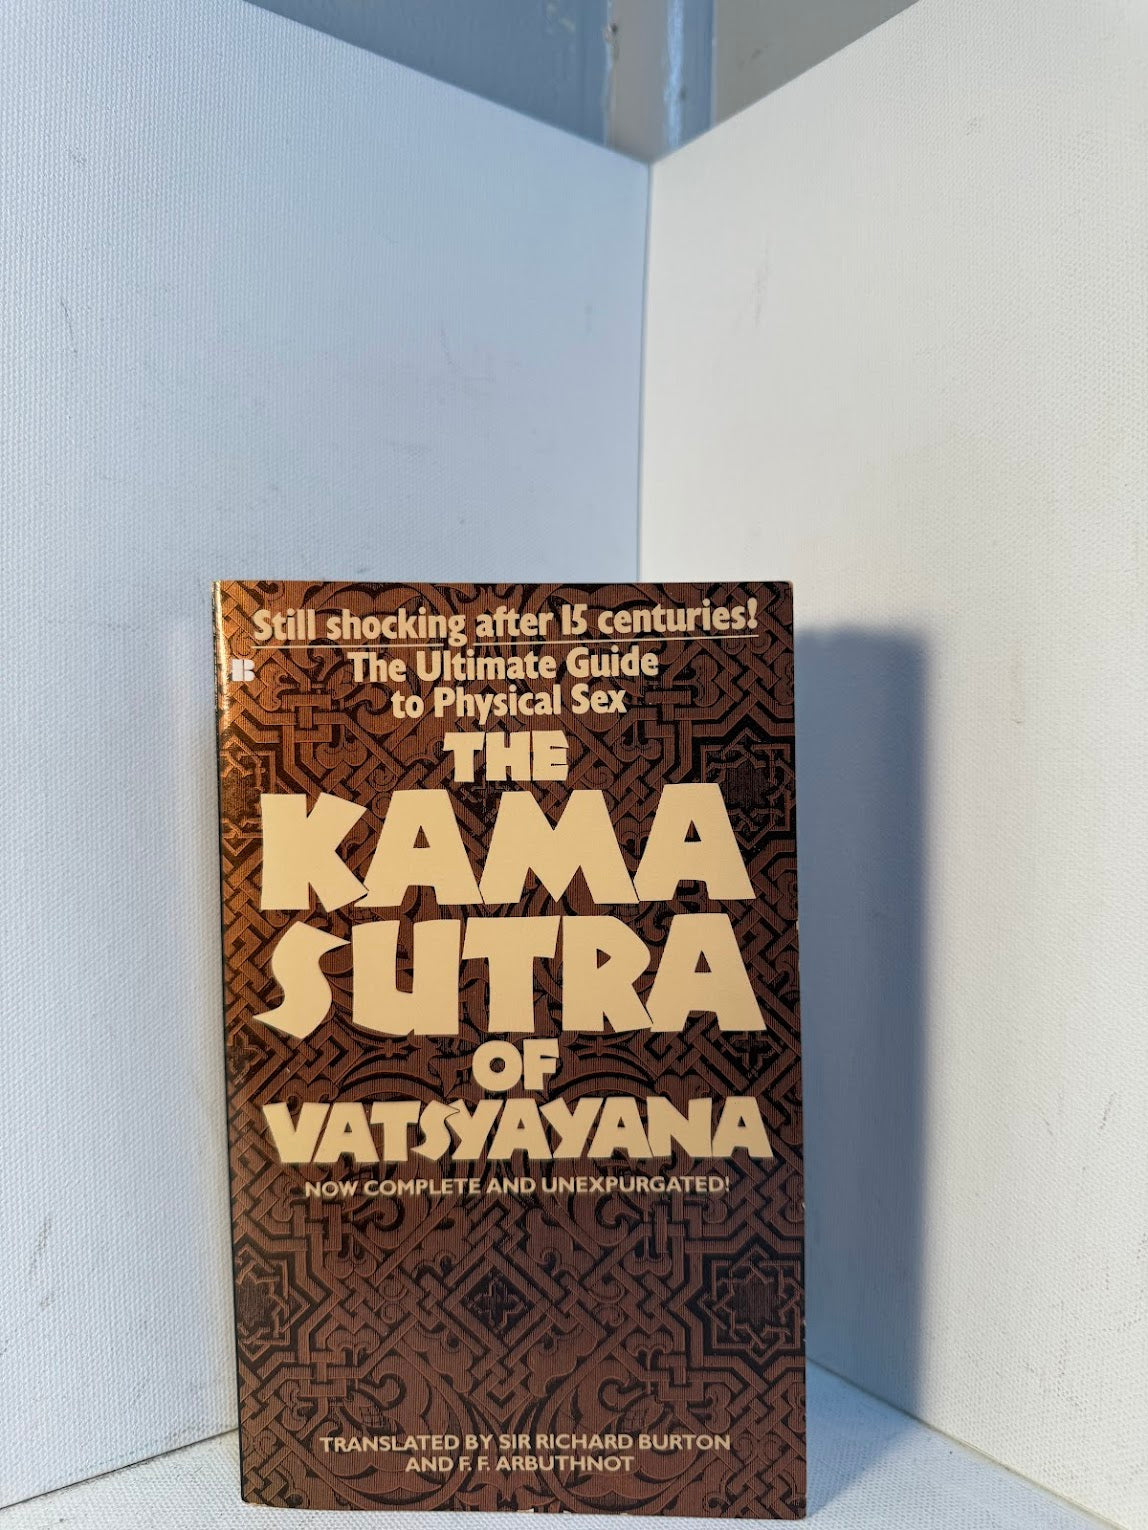 Still shocking after 15 centuries!
The Ultimate Guide
to Physical Sex
B
THE
KAMA
SUTRA
OF
VATSYAYANA
NOW COMPLETE AND UNEXPURGATED!
TRANSLATED BY SIR RICHARD BURTON
AND F. F. ARBUTHNOT